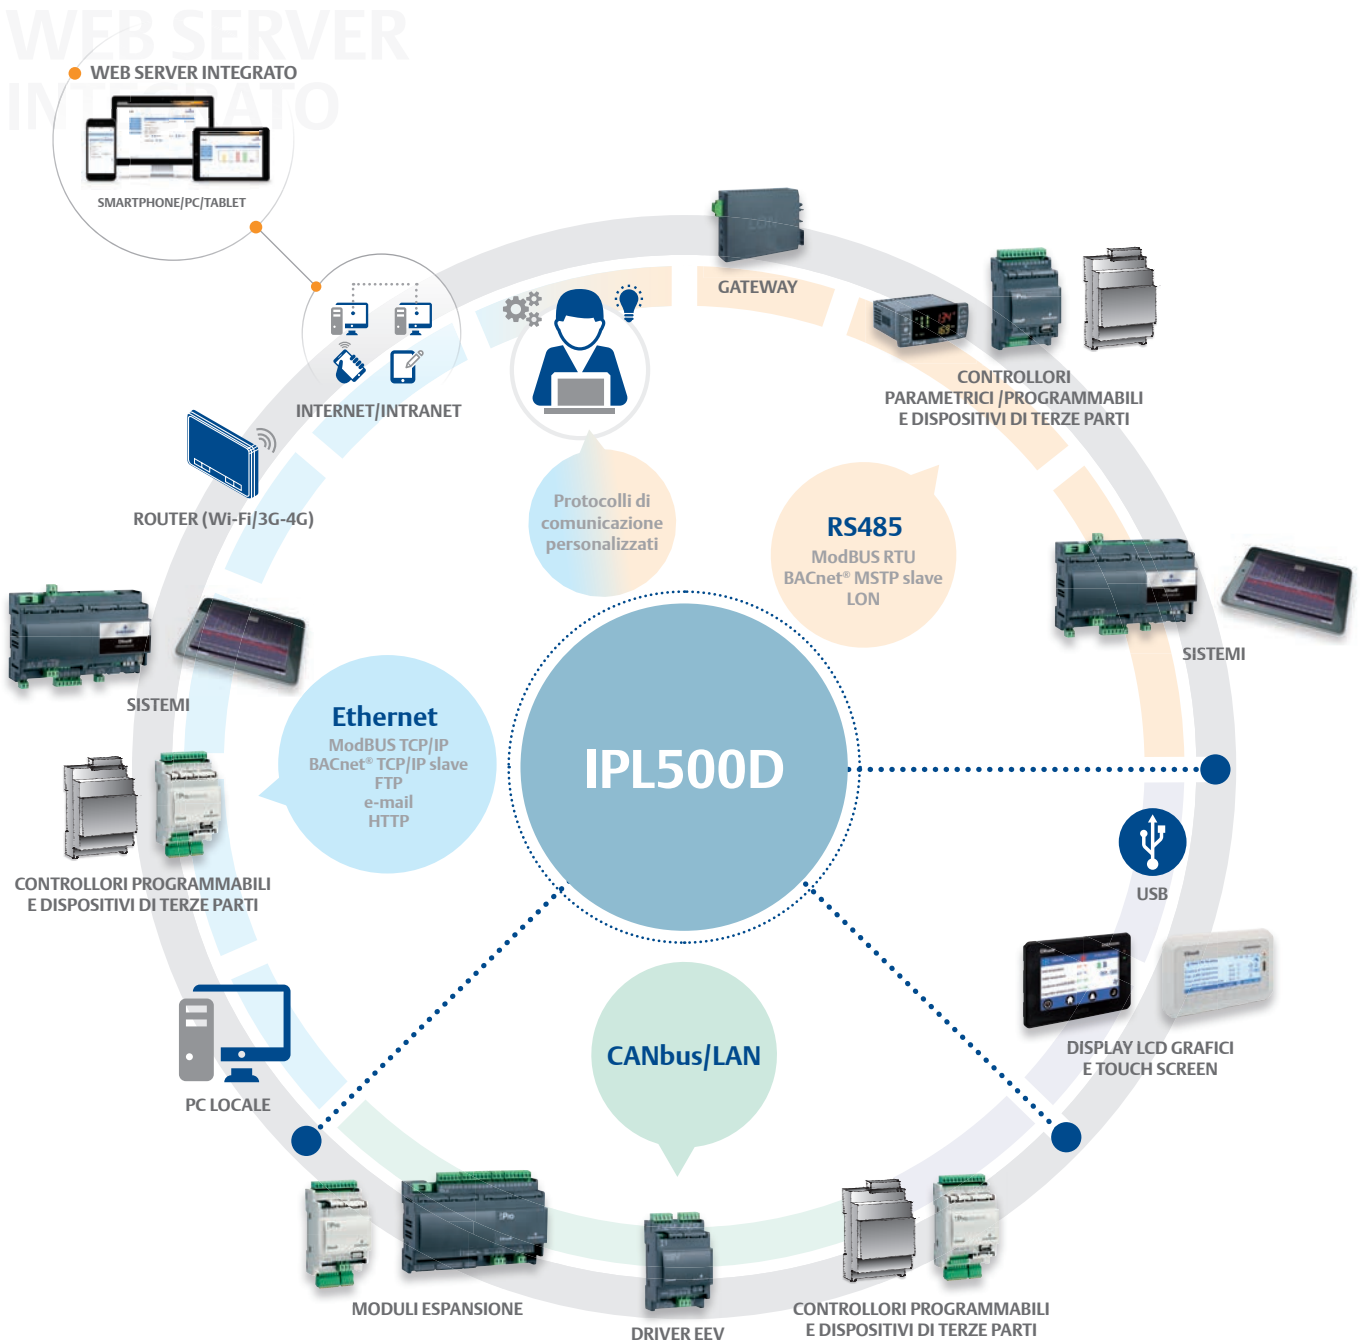 WEB SERVER
INTEGRATO
WEB SERVER INTEGRATO
SMARTPHONE/PC/TABLET
INTERNET/INTRANET
GATEWAY
CONTROLLORI
PARAMETRICI /PROGRAMMABILI
E DISPOSITIVI DI TERZE PARTI
ROUTER (Wi-Fi/3G-4G)
Protocolli di
comunicazione
personalizzati
RS485
ModBUS RTU
BACnet® MSTP slave
LON
SISTEMI
SISTEMI
Ethernet
ModBUS TCP/IP
BACnet® TCP/IP slave
FTP
e-mail
HTTP
IPL500D
CONTROLLORI PROGRAMMABILI
E DISPOSITIVI DI TERZE PARTI
USB
CANbus/LAN
DISPLAY LCD GRAFICI
E TOUCH SCREEN
PC LOCALE
MODULI ESPANSIONE
DRIVER EEV
CONTROLLORI PROGRAMMABILI
E DISPOSITIVI DI TERZE PARTI